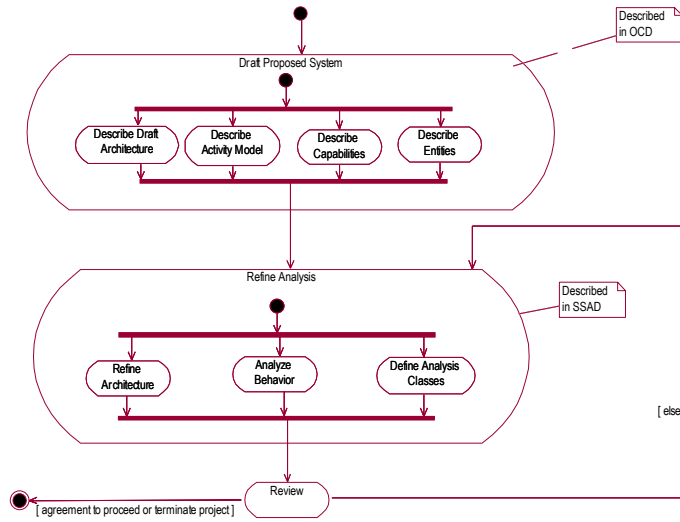 Described
in OCD
Draft Proposed System
Describe Draft
Architecture
Describe
Activity Model
Describe
Capabilities
Describe
Entities
Refine Analysis
Described
in SSAD
Refine
Architecture
Analyze
Behavior
Define Analysis
Classes
[ else
Review
[ agreement to proceed or terminate project ]